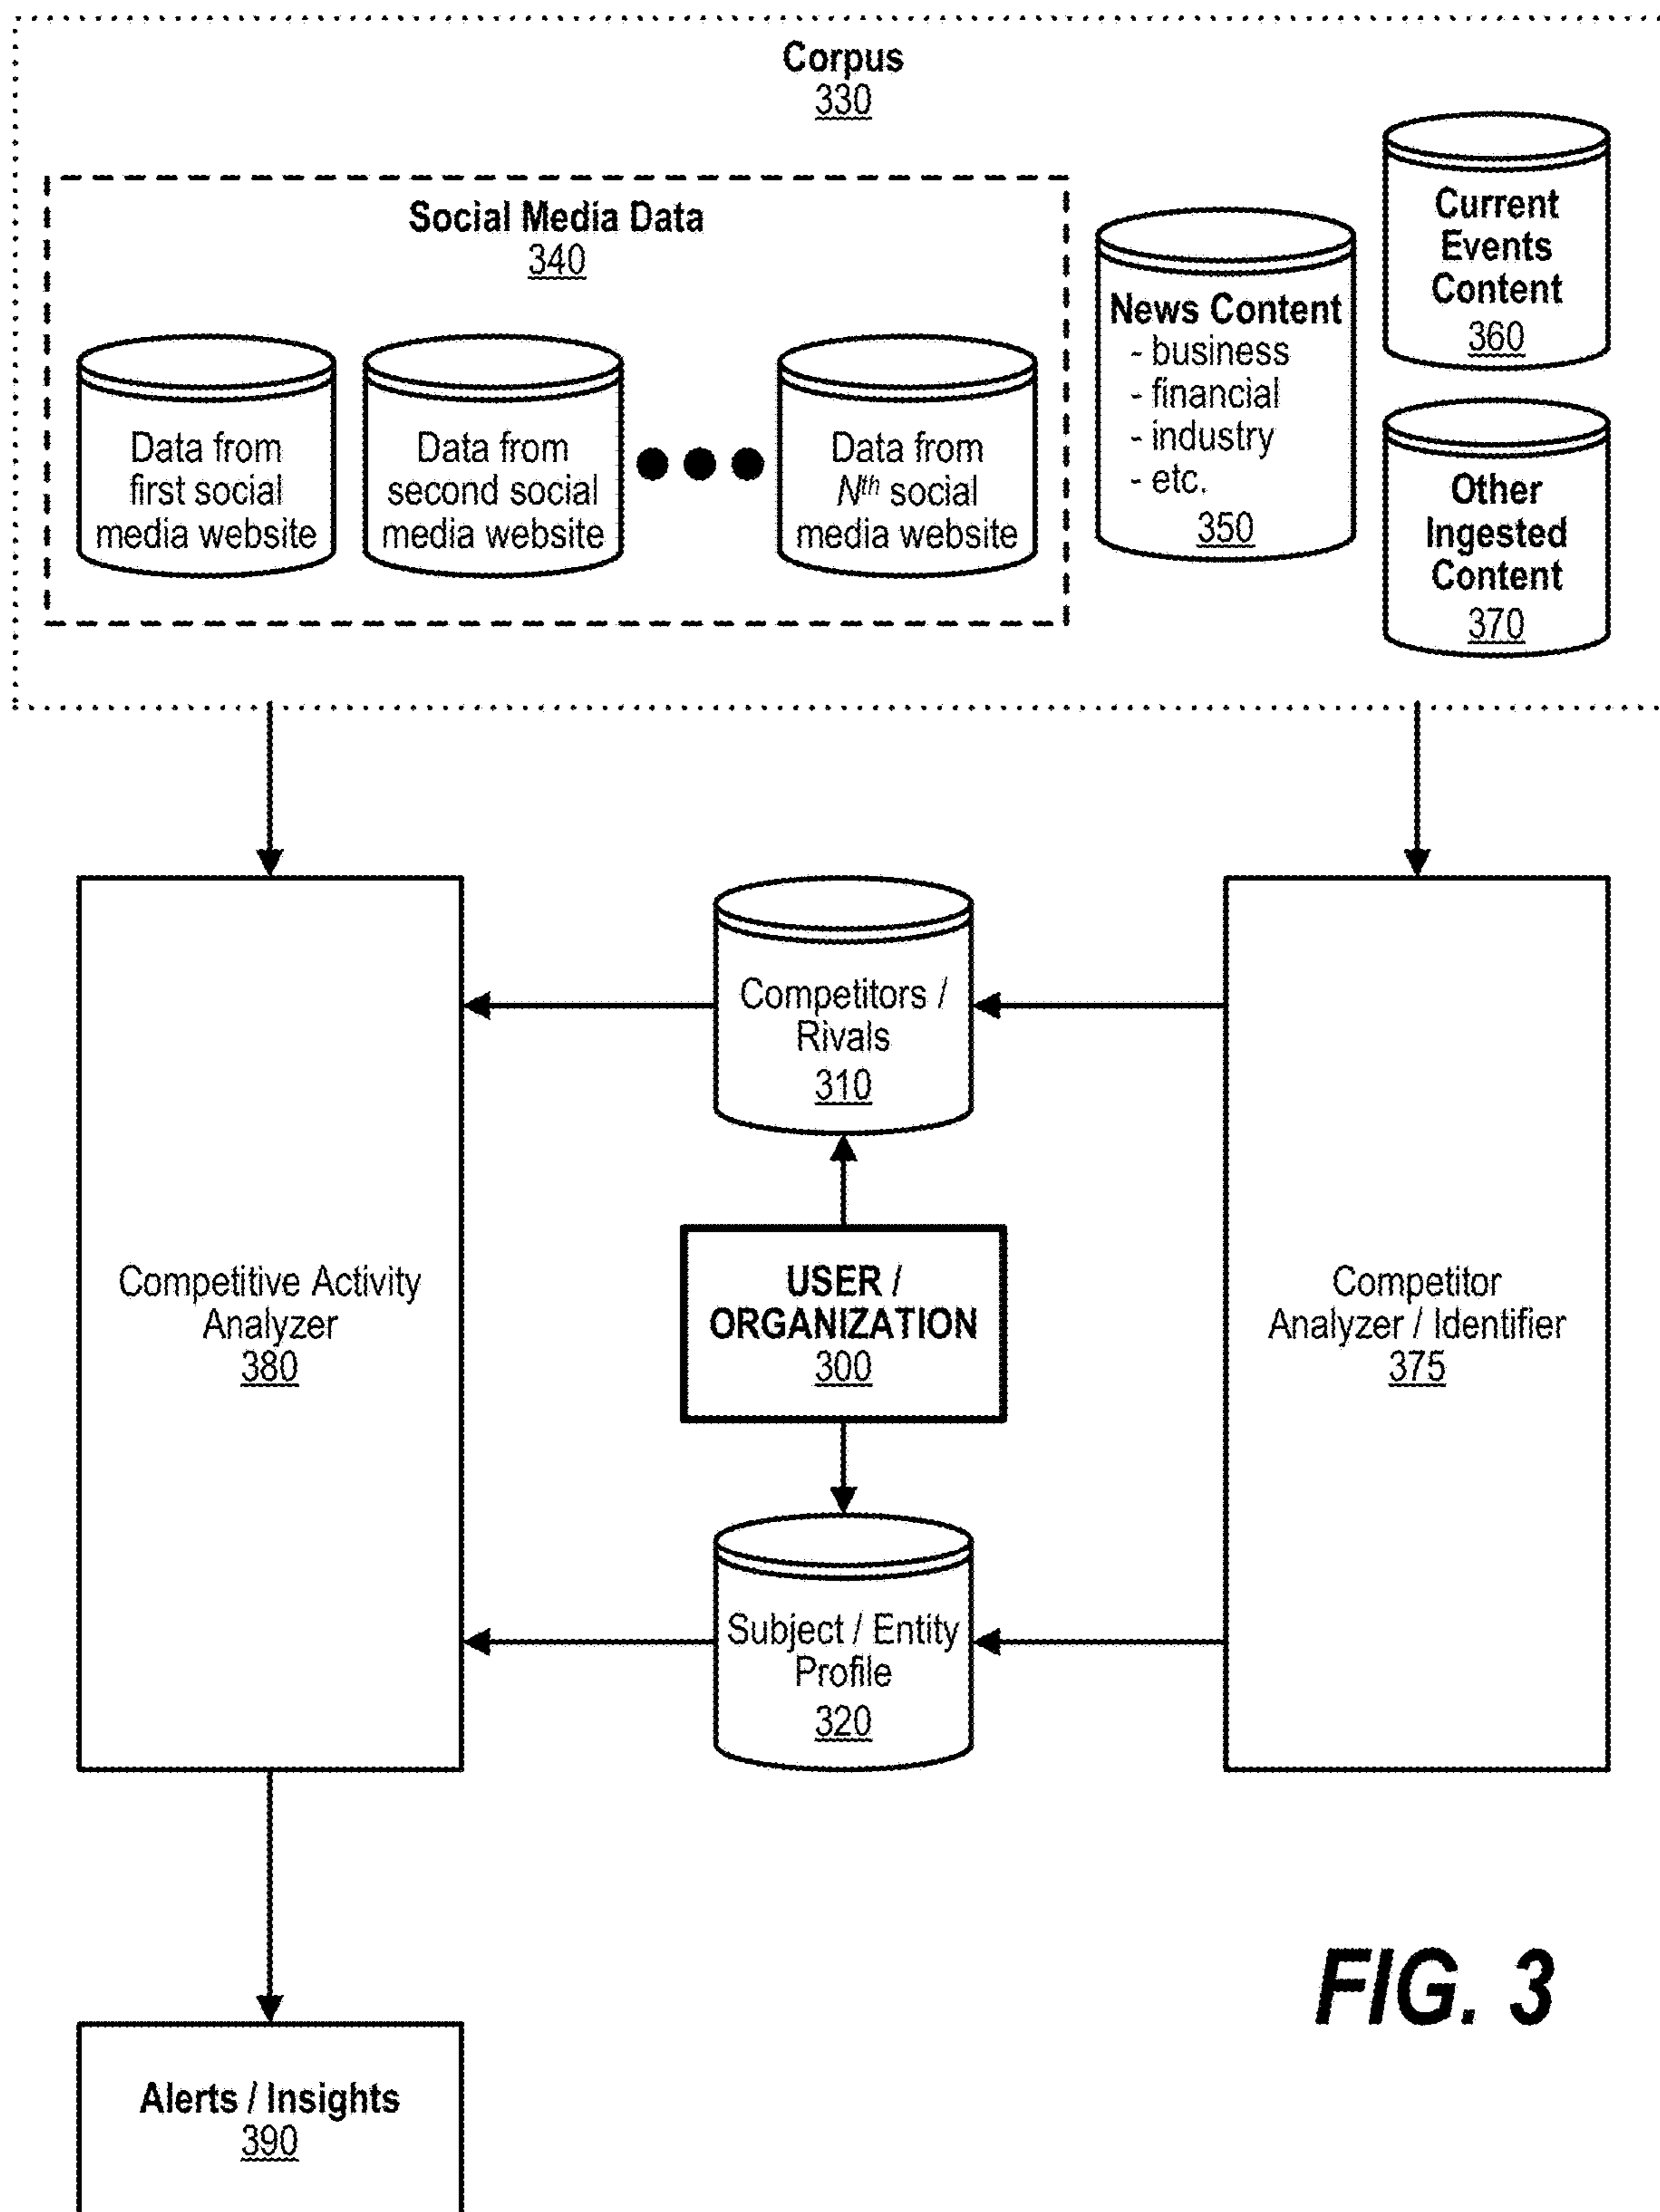 Corpus
330
Social Media Data
340
Data from
first social
media website
Data from
second social
media website
Data from
Nth social
media website
News Content
- business
- financial
- industry
- etc.
350
Current
Events
Content
360
Other
Ingested
Content
370
Competitive Activity
Analyzer
380
Competitors /
Rivals
310
USER /
ORGANIZATION
300
Subject / Entity
Profile
320
Competitor
Analyzer / Identifier
375
Alerts / Insights
390
FIG. 3